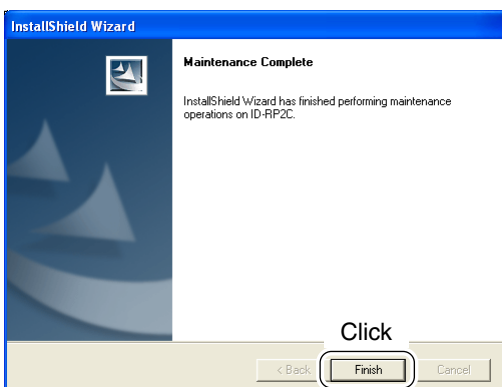 InstallShield Wizard
Maintenance Complete
InstallShield Wizard has finished performing maintenance
operations on ID-RP2C.
Click
< Back
Finish
Cancel